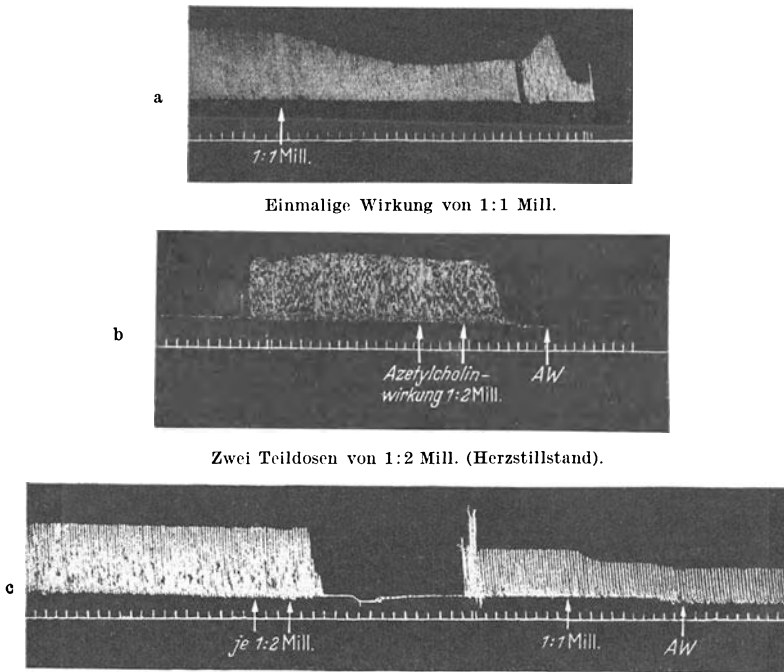 a
1:1 Mill.
Einmalige Wirkung von 1:1 Mill.
b
Azetylcholin-
wirkung 1:2 Mill.
AW
Zwei Teildosen von 1:2 Mill. (Herzstillstand).
c
je 1:2 Mill.
1:1 Mill.
AW